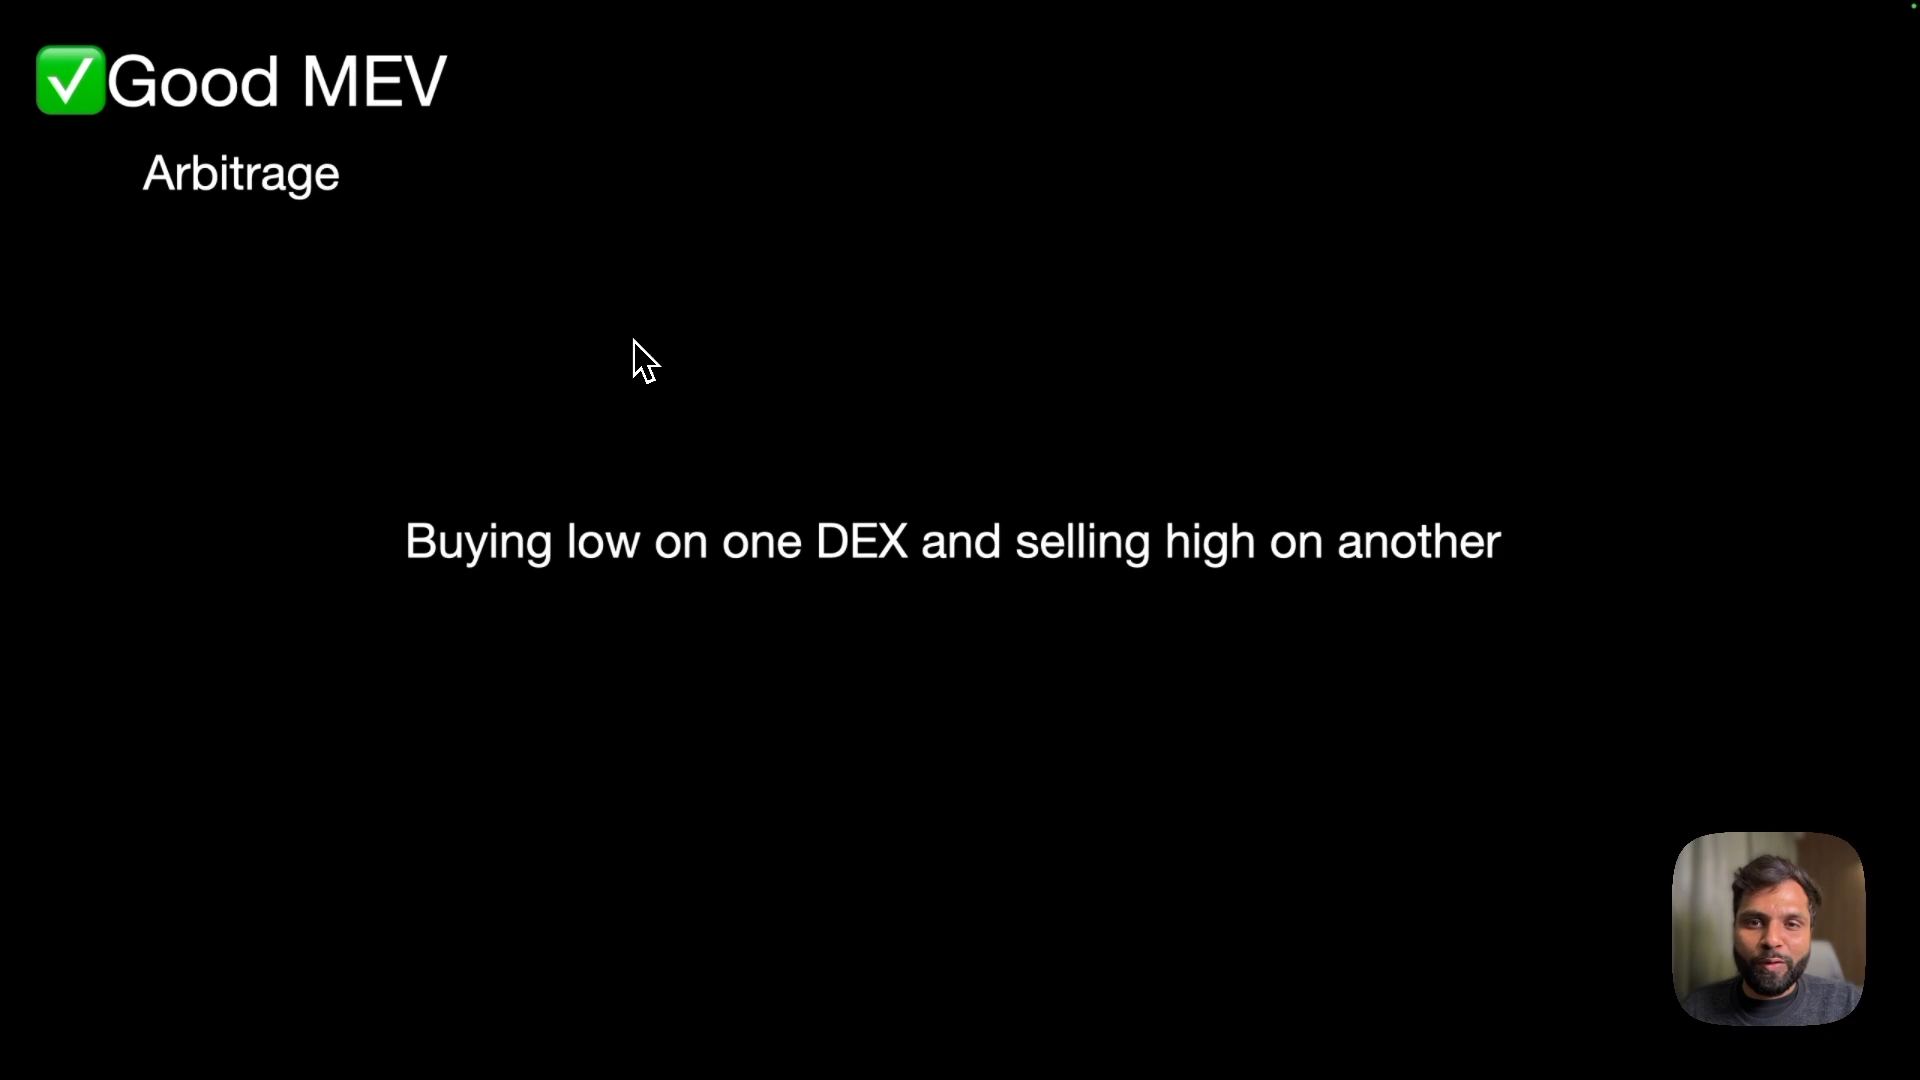 ✅Good MEV
Arbitrage
Buying low on one DEX and selling high on another